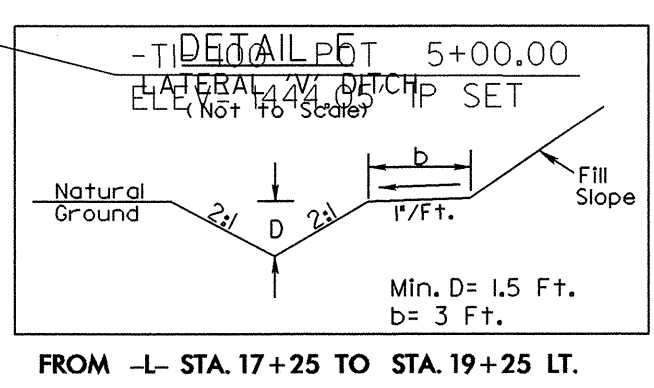 DETAIL F
-TI- 100 POT 5+00.00
LATERAL 'V' DITCH
ELEV. 1444.05 IP SET
(Not to Scale)
b
Natural
Ground
2:1
D
2:1
1"/Ft.
Fill
Slope
Min. D= 1.5 Ft.
b= 3 Ft.
FROM -L- STA. 17+25 TO STA. 19+25 LT.